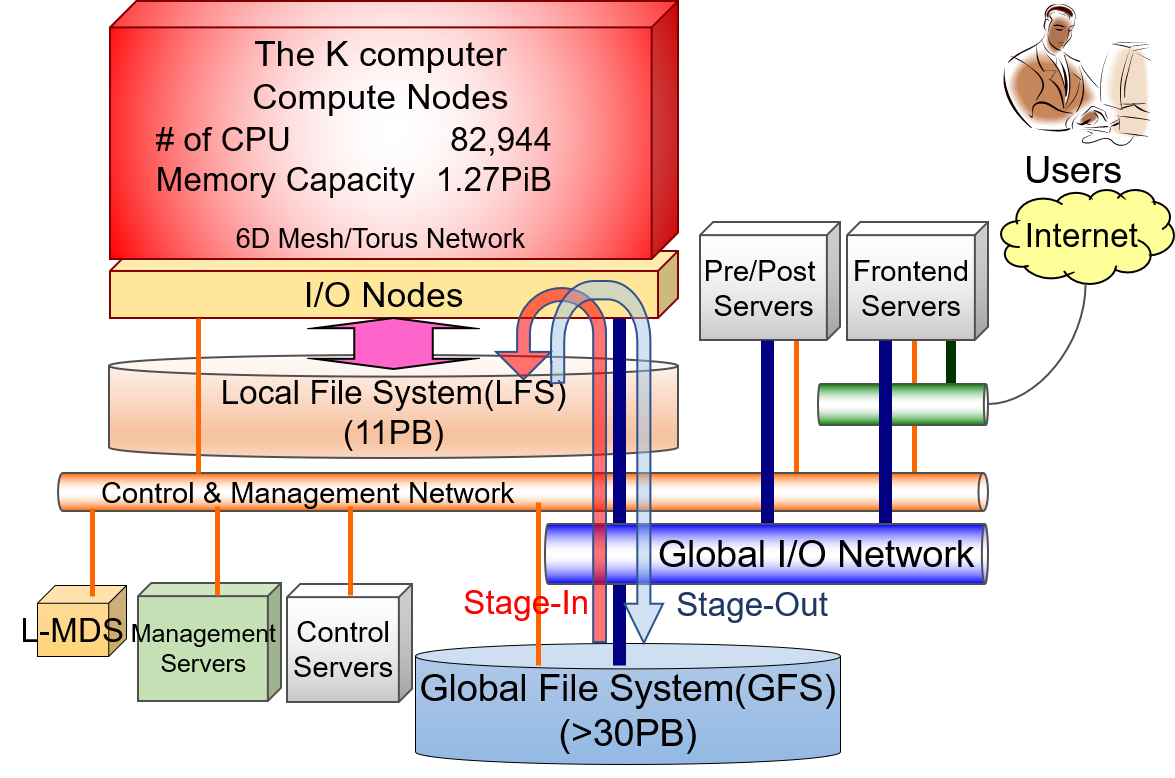 The K computer
Compute Nodes
# of CPU 82,944
Memory Capacity 1.27PiB
6D Mesh/Torus Network
I/O Nodes
Users
Internet
Pre/Post
Servers
Frontend
Servers
Local File System(LFS)
(11PB)
Control & Management Network
Global I/O Network
Stage-In
Stage-Out
L-MDS
Management
Servers
Control
Servers
Global File System(GFS)
(>30PB)